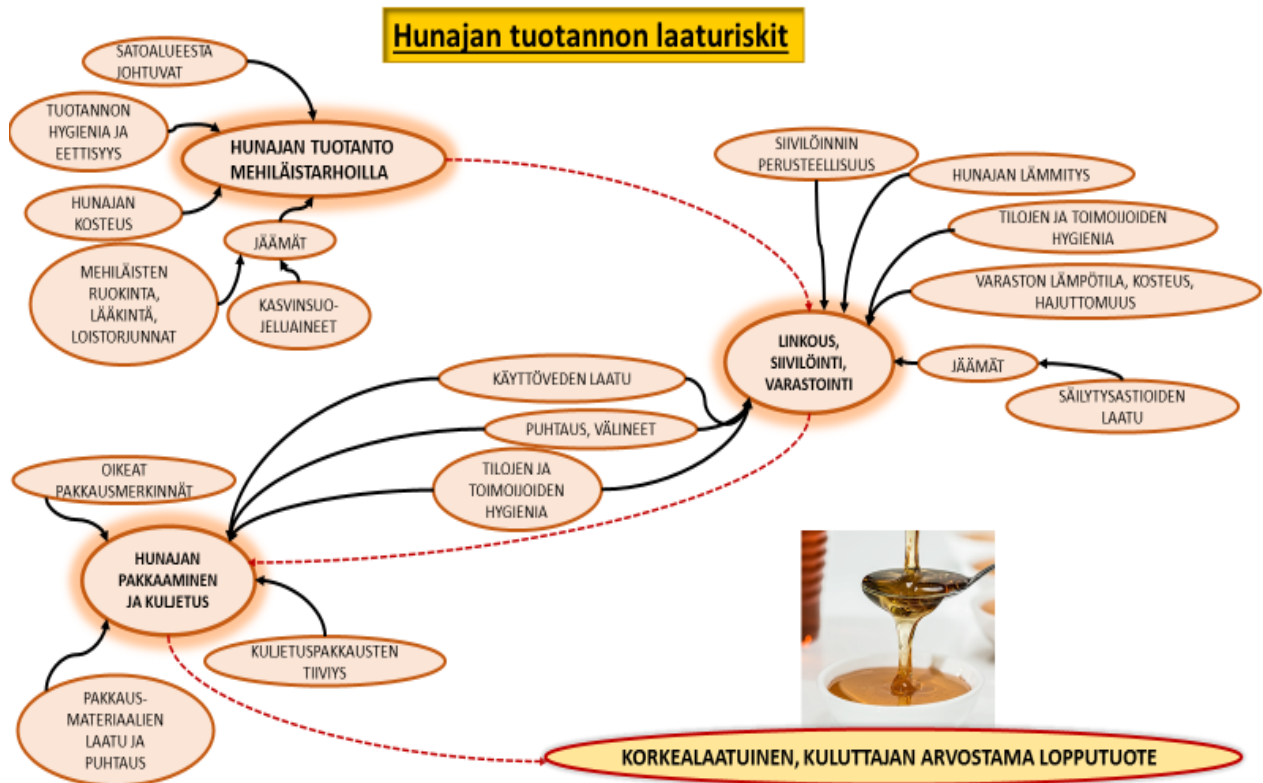 Hunajan tuotannon laaturiskit
SATOALUEESTA
JOHTUVAT
TUOTANNON
HYGIENIA JA
EETTISYYS
HUNAJAN TUOTANTO
MEHILÄISTARHOILLA
HUNAJAN
KOSTEUS
JÄÄMÄT
MEHILÄISTEN
RUOKINTA,
LÄÄKINTÄ,
LOISTORJUNNAT
KASVINSUO-
JELUAINEET
SIIVILÖINNIN
PERUSTEELLISUUS
HUNAJAN LÄMMITYS
TILOJEN JA TOIMOIJOIDEN
HYGIENIA
VARASTON LÄMPÖTILA, KOSTEUS,
HAJUTTOMUUS
LINKOUS,
SIIVILÖINTI,
VARASTOINTI
JÄÄMÄT
SÄILYTYSASTIOIDEN
LAATU
KÄYTTÖVEDEN LAATU
PUHTAUS, VÄLINEET
TILOJEN JA
TOIMOIJOIDEN
HYGIENIA
OIKEAT
PAKKAUSMERKINNÄT
HUNAJAN
PAKKAAMINEN
JA KULJETUS
KULJETUSPAKKAUSTEN
TIIVIYS
PAKKAUS-
MATERIAALIEN
LAATU JA
PUHTAUS
KORKEALAATUINEN, KULUTTAJAN ARVOSTAMA LOPPUTUOTE